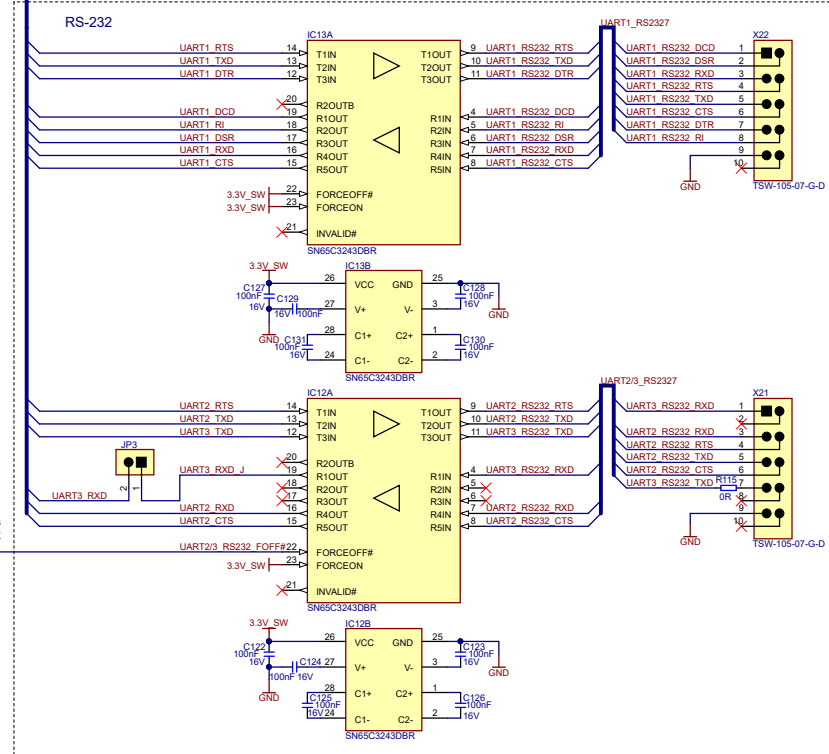 RS-232
IC13A
UART1_RS2327
X22
UART1_RTS 14 T1IN T1OUT 9 UART1_RS232_RTS
UART1_TXD 13 T2IN T2OUT 10 UART1_RS232_TXD
UART1_DTR 12 T3IN T3OUT 11 UART1_RS232_DTR
20 R2OUTB
UART1_DCD 19 R1OUT R1IN 4 UART1_RS232_DCD
UART1_RI 18 R2OUT R2IN 5 UART1_RS232_RI
UART1_DSR 17 R3OUT R3IN 6 UART1_RS232_DSR
UART1_RXD 16 R4OUT R4IN 7 UART1_RS232_RXD
UART1_CTS 15 R5OUT R5IN 8 UART1_RS232_CTS
3.3V_SW 22 FORCEOFF#
3.3V_SW 23 FORCEON
21 INVALID#
SN65C3243DBR
UART1_RS232_DCD 1
UART1_RS232_DSR 2
UART1_RS232_RXD 3
UART1_RS232_RTS 4
UART1_RS232_TXD 5
UART1_RS232_CTS 6
UART1_RS232_DTR 7
UART1_RS232_RI 8
9
10
GND
TSW-105-07-G-D
3.3V_SW
IC13B
26 VCC GND 25
27 V+ V- 3
28 C1+ C2+ 1
24 C1- C2- 2
C127
100nF
16V
C129
16V 100nF
GND
C131
100nF
16V
C128
100nF
16V
GND
C130
100nF
16V
SN65C3243DBR
IC12A
UART2/3_RS2327
X21
UART2_RTS 14 T1IN T1OUT 9 UART2_RS232_RTS
UART2_TXD 13 T2IN T2OUT 10 UART2_RS232_TXD
UART3_TXD 12 T3IN T3OUT 11 UART3_RS232_TXD
JP3
2 1
20 R2OUTB
UART3_RXD_J 19 R1OUT R1IN 4 UART3_RS232_RXD
18 R2OUT R2IN 5
UART3_RXD 17 R3OUT R3IN 6
UART2_RXD 16 R4OUT R4IN 7 UART2_RS232_RXD
UART2_CTS 15 R5OUT R5IN 8 UART2_RS232_CTS
UART2/3_RS232_FOFF# 22 FORCEOFF#
3.3V_SW 23 FORCEON
21 INVALID#
SN65C3243DBR
UART3_RS232_RXD 1
2
UART2_RS232_RXD 3
UART2_RS232_RTS 4
UART2_RS232_TXD 5
UART2_RS232_CTS 6
UART3_RS232_TXD R115 7
0R 8
9
10
GND
TSW-105-07-G-D
3.3V_SW
IC12B
26 VCC GND 25
27 V+ V- 3
28 C1+ C2+ 1
24 C1- C2- 2
C122
100nF
16V
C124
100nF 16V
GND
C125
100nF
16V
C123
100nF
16V
GND
C126
100nF
16V
SN65C3243DBR